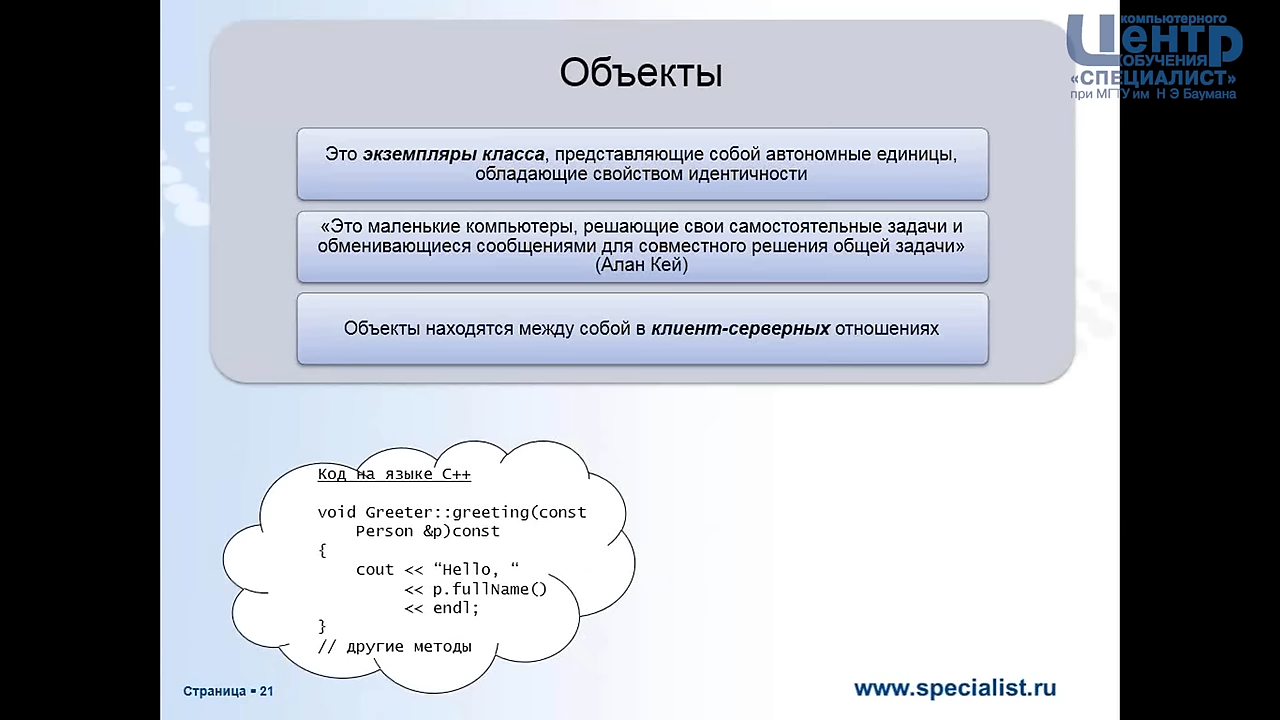 компьютерного
Центр
обучения
«СПЕЦИАЛИСТ»
при МГТУ им Н Э Баумана
Объекты
Это экземпляры класса, представляющие собой автономные единицы,
обладающие свойством идентичности
«Это маленькие компьютеры, решающие свои самостоятельные задачи и
обменивающиеся сообщениями для совместного решения общей задачи»
(Алан Кей)
Объекты находятся между собой в клиент-серверных отношениях
Код на языке C++
void Greeter::greeting(const
Person &p)const
{
cout << “Hello, “
<< p.fullName()
<< endl;
}
// другие методы
Страница ▪ 21
www.specialist.ru